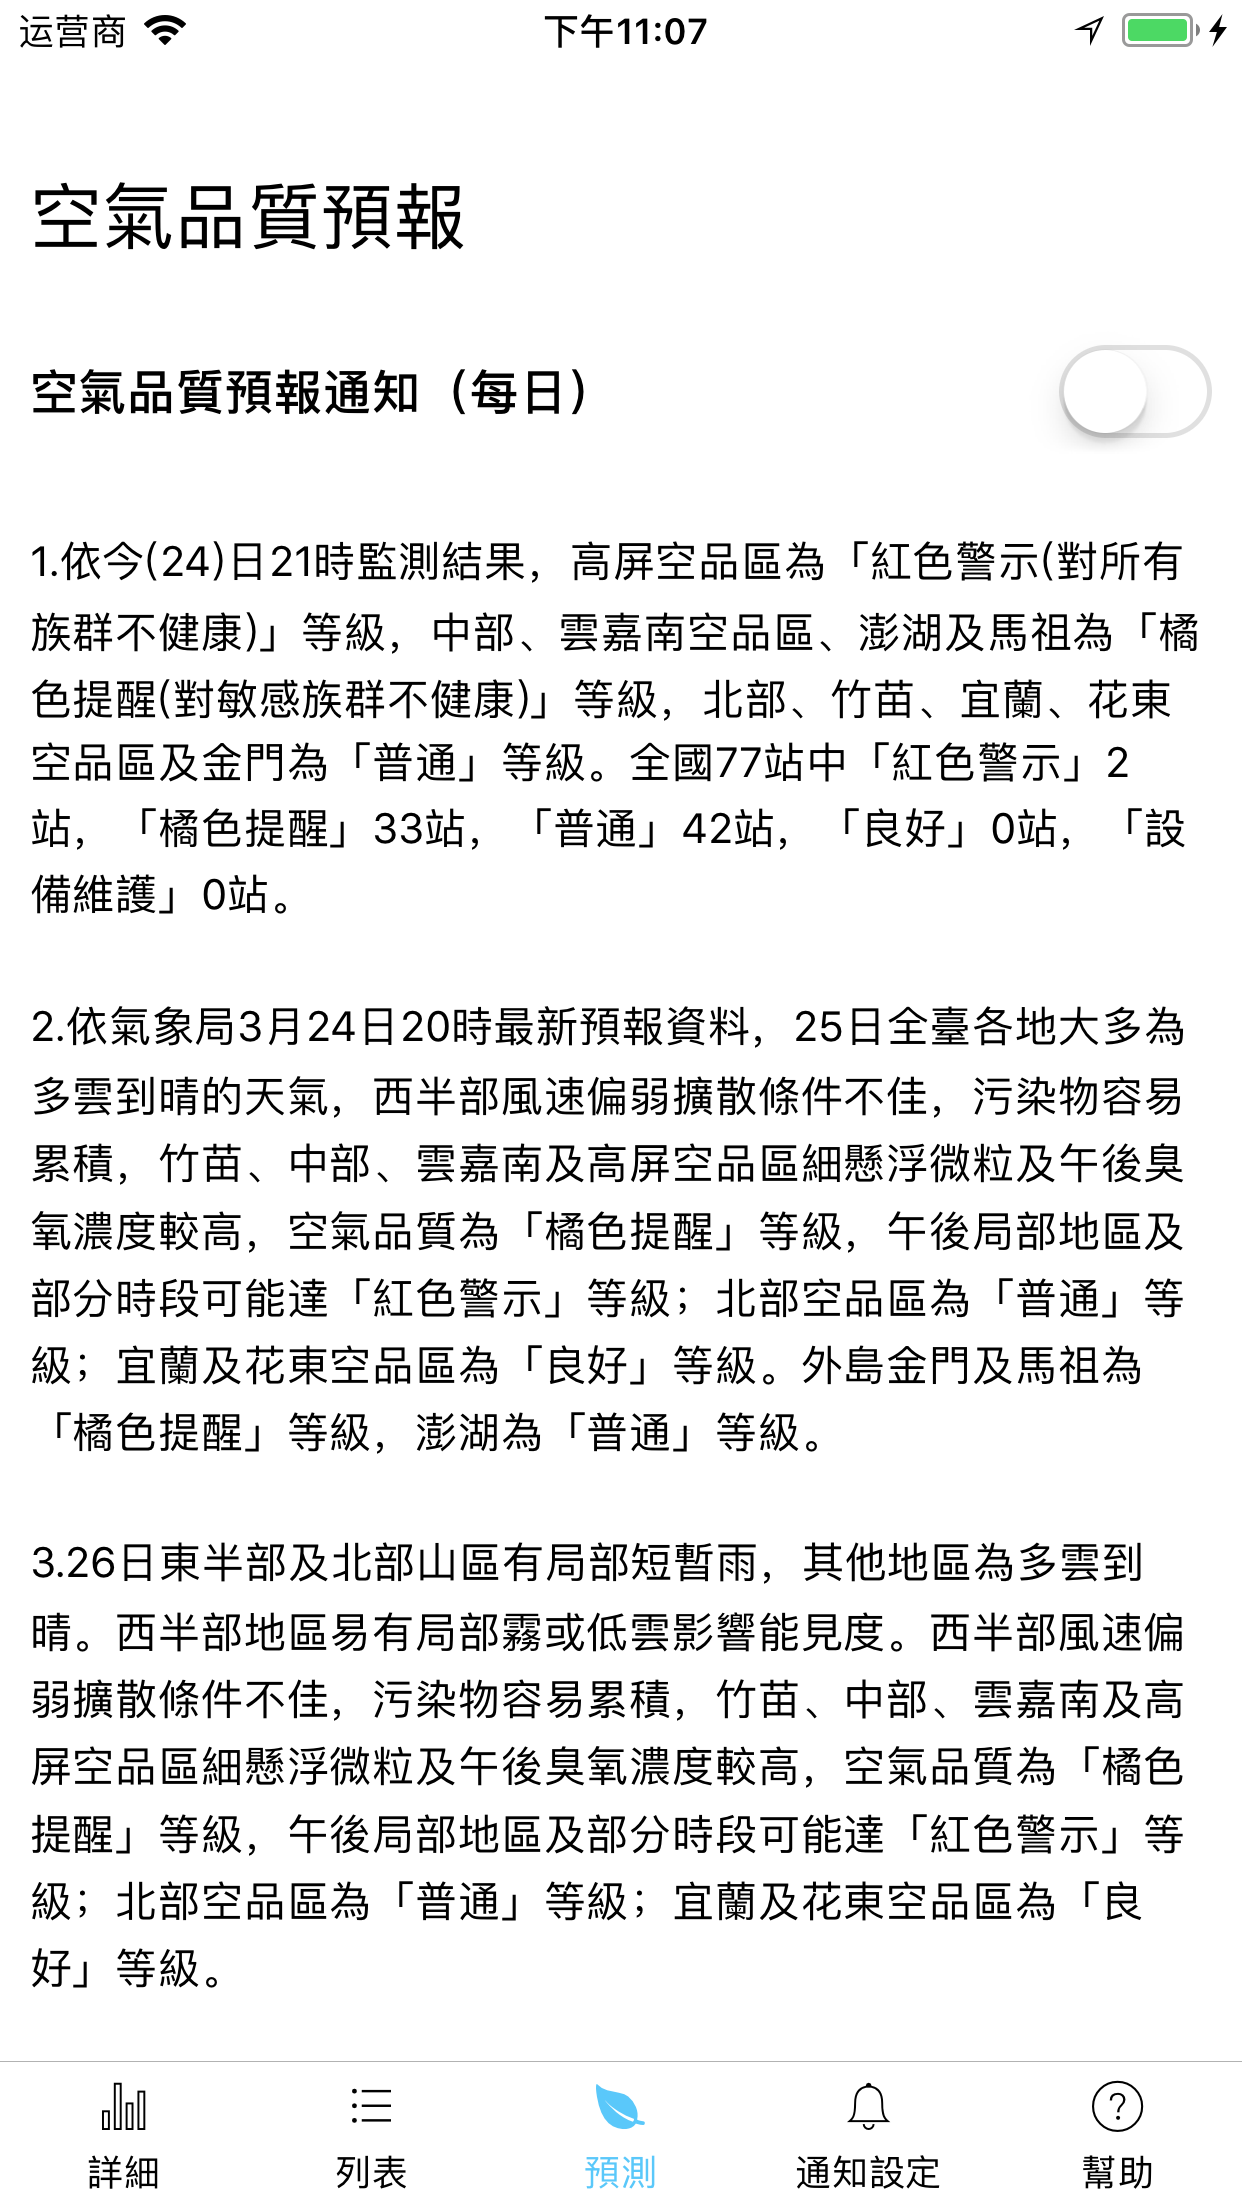 运营商 下午11:07
空氣品質預報
空氣品質預報通知（每日）
1.依今(24)日21時監測結果，高屏空品區為「紅色警示(對所有
族群不健康)」等級，中部、雲嘉南空品區、澎湖及馬祖為「橘
色提醒(對敏感族群不健康)」等級，北部、竹苗、宜蘭、花東
空品區及金門為「普通」等級。全國77站中「紅色警示」2
站，「橘色提醒」33站，「普通」42站，「良好」0站，「設
備維護」0站。
2.依氣象局3月24日20時最新預報資料，25日全臺各地大多為
多雲到晴的天氣，西半部風速偏弱擴散條件不佳，污染物容易
累積，竹苗、中部、雲嘉南及高屏空品區細懸浮微粒及午後臭
氧濃度較高，空氣品質為「橘色提醒」等級，午後局部地區及
部分時段可能達「紅色警示」等級；北部空品區為「普通」等
級；宜蘭及花東空品區為「良好」等級。外島金門及馬祖為
「橘色提醒」等級，澎湖為「普通」等級。
3.26日東半部及北部山區有局部短暫雨，其他地區為多雲到
晴。西半部地區易有局部霧或低雲影響能見度。西半部風速偏
弱擴散條件不佳，污染物容易累積，竹苗、中部、雲嘉南及高
屏空品區細懸浮微粒及午後臭氧濃度較高，空氣品質為「橘色
提醒」等級，午後局部地區及部分時段可能達「紅色警示」等
級；北部空品區為「普通」等級；宜蘭及花東空品區為「良
好」等級。
詳細 列表 預測 通知設定 幫助